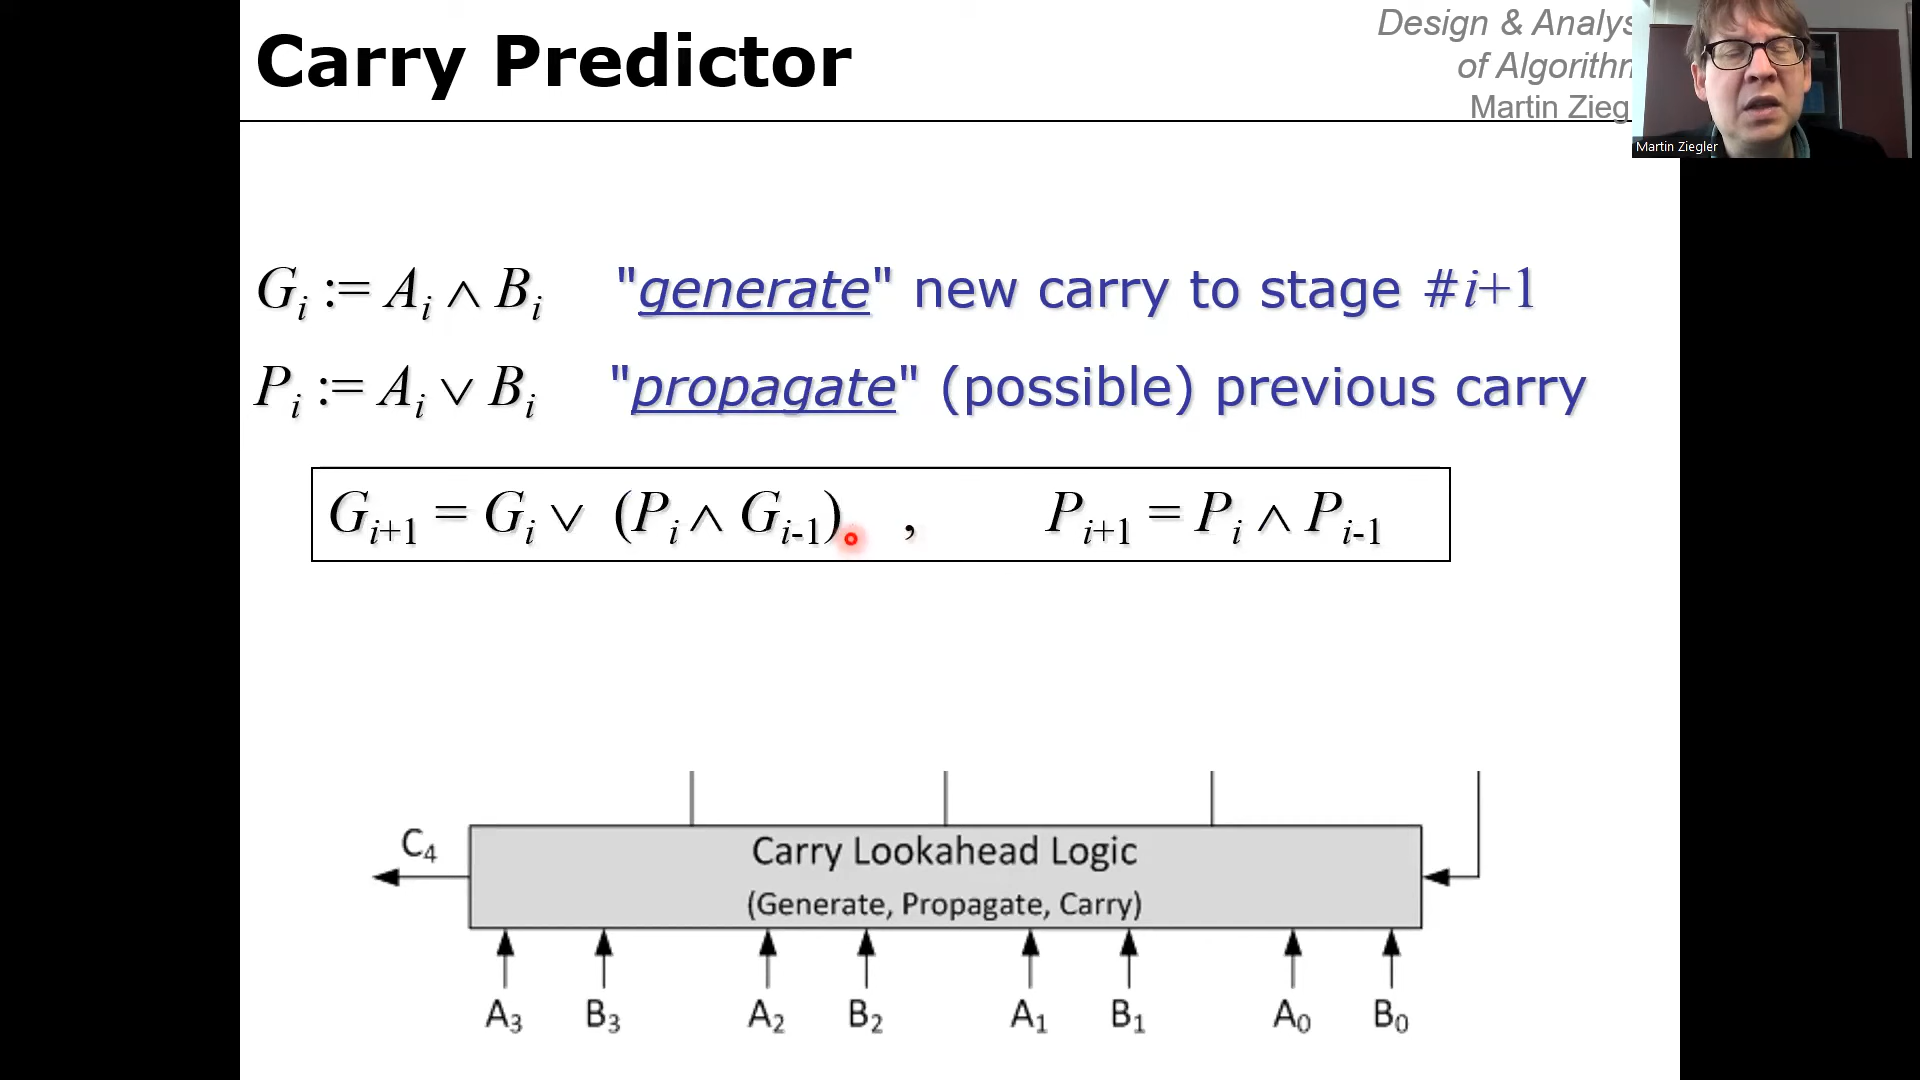 Carry Predictor
Design & Analys
of Algorithm
Martin Zieg
Martin Ziegler
Gᵢ := Aᵢ ∧ Bᵢ "generate" new carry to stage #i+1
Pᵢ := Aᵢ ∨ Bᵢ "propagate" (possible) previous carry
Gᵢ₊₁ = Gᵢ ∨ (Pᵢ ∧ Gᵢ₋₁) , Pᵢ₊₁ = Pᵢ ∧ Pᵢ₋₁
C₄
Carry Lookahead Logic
(Generate, Propagate, Carry)
A₃ B₃ A₂ B₂ A₁ B₁ A₀ B₀